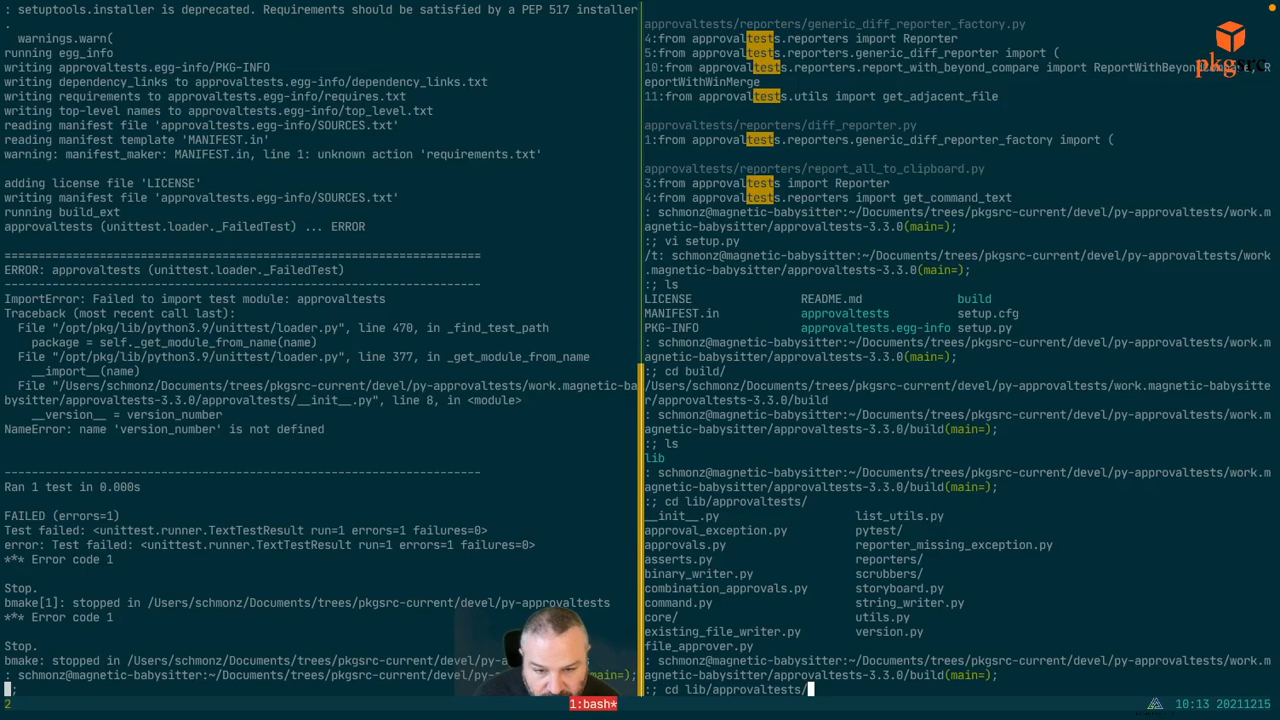 : setuptools.installer is deprecated. Requirements should be satisfied by a PEP 517 installer
.
  warnings.warn(
running egg_info
writing approvaltests.egg-info/PKG-INFO
writing dependency_links to approvaltests.egg-info/dependency_links.txt
writing requirements to approvaltests.egg-info/requires.txt
writing top-level names to approvaltests.egg-info/top_level.txt
reading manifest file 'approvaltests.egg-info/SOURCES.txt'
reading manifest template 'MANIFEST.in'
warning: manifest_maker: MANIFEST.in, line 1: unknown action 'requirements.txt'

adding license file 'LICENSE'
writing manifest file 'approvaltests.egg-info/SOURCES.txt'
running build_ext
approvaltests (unittest.loader._FailedTest) ... ERROR

======================================================================
ERROR: approvaltests (unittest.loader._FailedTest)
----------------------------------------------------------------------
ImportError: Failed to import test module: approvaltests
Traceback (most recent call last):
  File "/opt/pkg/lib/python3.9/unittest/loader.py", line 470, in _find_test_path
    package = self._get_module_from_name(name)
  File "/opt/pkg/lib/python3.9/unittest/loader.py", line 377, in _get_module_from_name
    __import__(name)
  File "/Users/schmonz/Documents/trees/pkgsrc-current/devel/py-approvaltests/work.magnetic-ba
bysitter/approvaltests-3.3.0/approvaltests/__init__.py", line 8, in <module>
    __version__ = version_number
NameError: name 'version_number' is not defined

----------------------------------------------------------------------
Ran 1 test in 0.000s

FAILED (errors=1)
Test failed: <unittest.runner.TextTestResult run=1 errors=1 failures=0>
error: Test failed: <unittest.runner.TextTestResult run=1 errors=1 failures=0>
*** Error code 1

Stop.
bmake[1]: stopped in /Users/schmonz/Documents/trees/pkgsrc-current/devel/py-approvaltests
*** Error code 1

Stop.
bmake: stopped in /Users/schmonz/Documents/trees/pkgsrc-current/devel/py-a
: schmonz@magnetic-babysitter:~/Documents/trees/pkgsrc-current/devel/py-app main=);
;
approvaltests/reporters/generic_diff_reporter_factory.py
4:from approvaltests.reporters import Reporter
5:from approvaltests.reporters.generic_diff_reporter import (
10:from approvaltests.reporters.report_with_beyond_compare import ReportWithBeyondCompare, R
eportWithWinMerge
11:from approvaltests.utils import get_adjacent_file

approvaltests/reporters/diff_reporter.py
1:from approvaltests.reporters.generic_diff_reporter_factory import (

approvaltests/reporters/report_all_to_clipboard.py
3:from approvaltests import Reporter
4:from approvaltests.reporters import get_command_text
: schmonz@magnetic-babysitter:~/Documents/trees/pkgsrc-current/devel/py-approvaltests/work.m
agnetic-babysitter/approvaltests-3.3.0(main=);
:; vi setup.py
/t: schmonz@magnetic-babysitter:~/Documents/trees/pkgsrc-current/devel/py-approvaltests/work
.magnetic-babysitter/approvaltests-3.3.0(main=);
:; ls
LICENSE README.md build
MANIFEST.in approvaltests setup.cfg
PKG-INFO approvaltests.egg-info setup.py
: schmonz@magnetic-babysitter:~/Documents/trees/pkgsrc-current/devel/py-approvaltests/work.m
agnetic-babysitter/approvaltests-3.3.0(main=);
:; cd build/
/Users/schmonz/Documents/trees/pkgsrc-current/devel/py-approvaltests/work.magnetic-babysitte
r/approvaltests-3.3.0/build
: schmonz@magnetic-babysitter:~/Documents/trees/pkgsrc-current/devel/py-approvaltests/work.m
agnetic-babysitter/approvaltests-3.3.0/build(main=);
:; ls
lib
: schmonz@magnetic-babysitter:~/Documents/trees/pkgsrc-current/devel/py-approvaltests/work.m
agnetic-babysitter/approvaltests-3.3.0/build(main=);
:; cd lib/approvaltests/
__init__.py list_utils.py
approval_exception.py pytest/
approvals.py reporter_missing_exception.py
asserts.py reporters/
binary_writer.py scrubbers/
combination_approvals.py storyboard.py
command.py string_writer.py
core/ utils.py
existing_file_writer.py version.py
file_approver.py
: schmonz@magnetic-babysitter:~/Documents/trees/pkgsrc-current/devel/py-approvaltests/work.m
agnetic-babysitter/approvaltests-3.3.0/build(main=);
:; cd lib/approvaltests/
pkgsrc
2 1:bash* 10:13 20211215